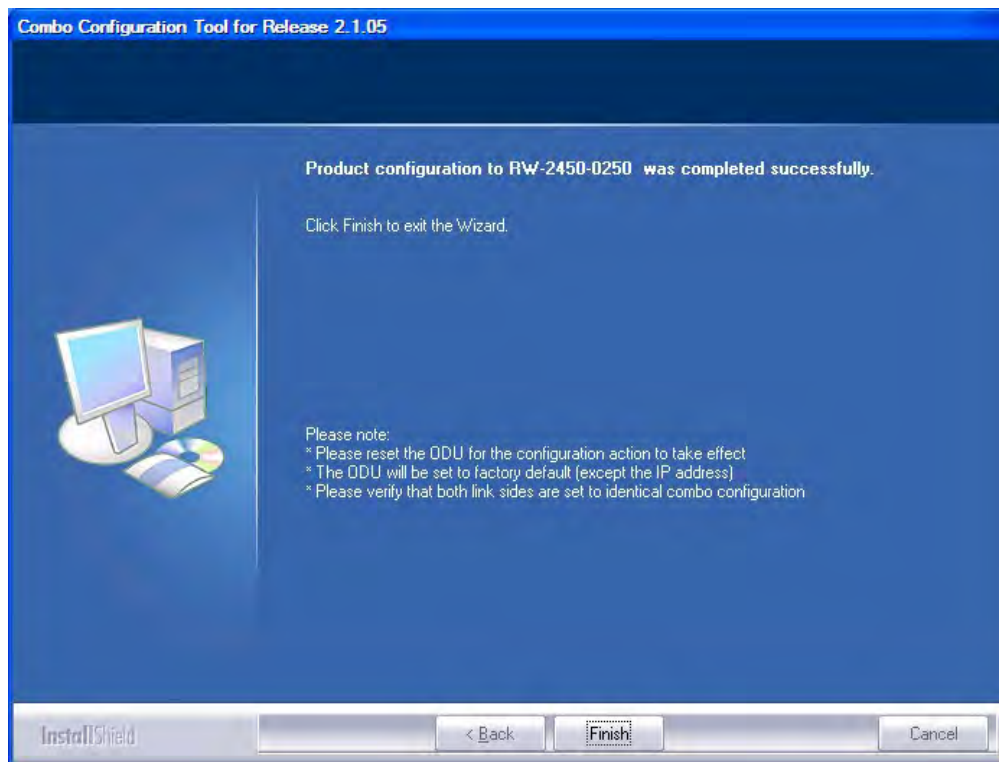 Combo Configuration Tool for Release 2.1.05
Product configuration to RW-2450-0250 was completed successfully.
Click Finish to exit the Wizard.
Please note:
* Please reset the ODU for the configuration action to take effect
* The ODU will be set to factory default (except the IP address)
* Please verify that both link sides are set to identical combo configuration
InstallShield
< Back
Finish
Cancel